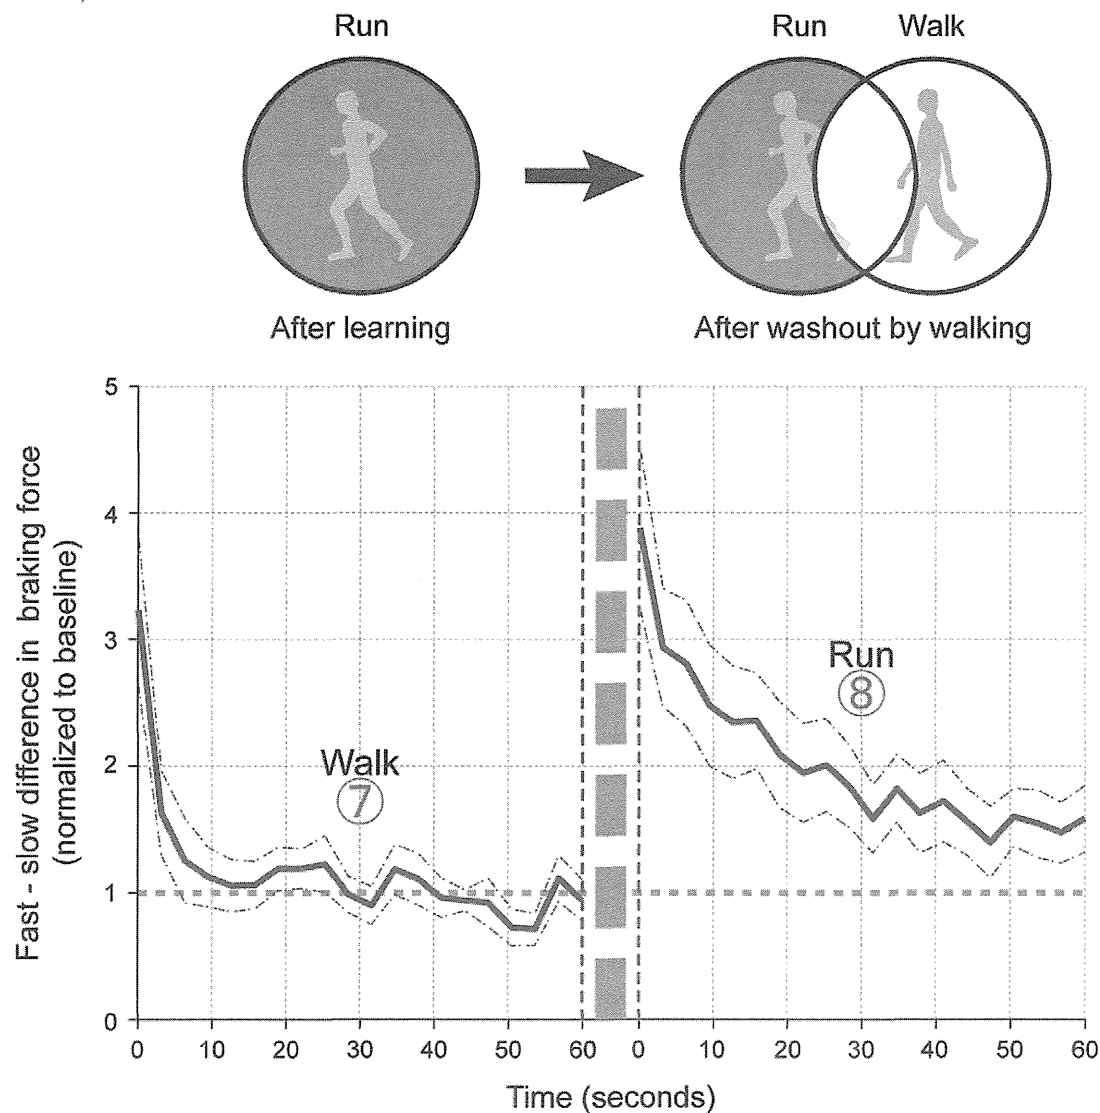 Run
Run Walk
After learning
After washout by walking
Fast - slow difference in braking force
(normalized to baseline)
5
4
3
2
1
0
Walk
⑦
Run
⑧
0 10 20 30 40 50 60 0 10 20 30 40 50 60
Time (seconds)